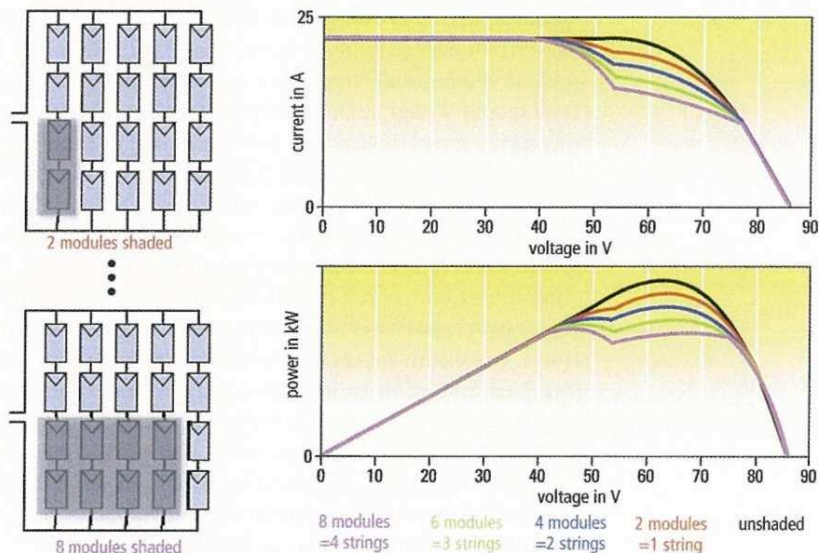 2 modules shaded
8 modules shaded
25
current in A
0
0 10 20 30 40 50 60 70 80 90
voltage in V
power in kW
0
0 10 20 30 40 50 60 70 80 90
voltage in V
8 modules
=4 strings
6 modules
=3 strings
4 modules
=2 strings
2 modules
=1 string
unshaded